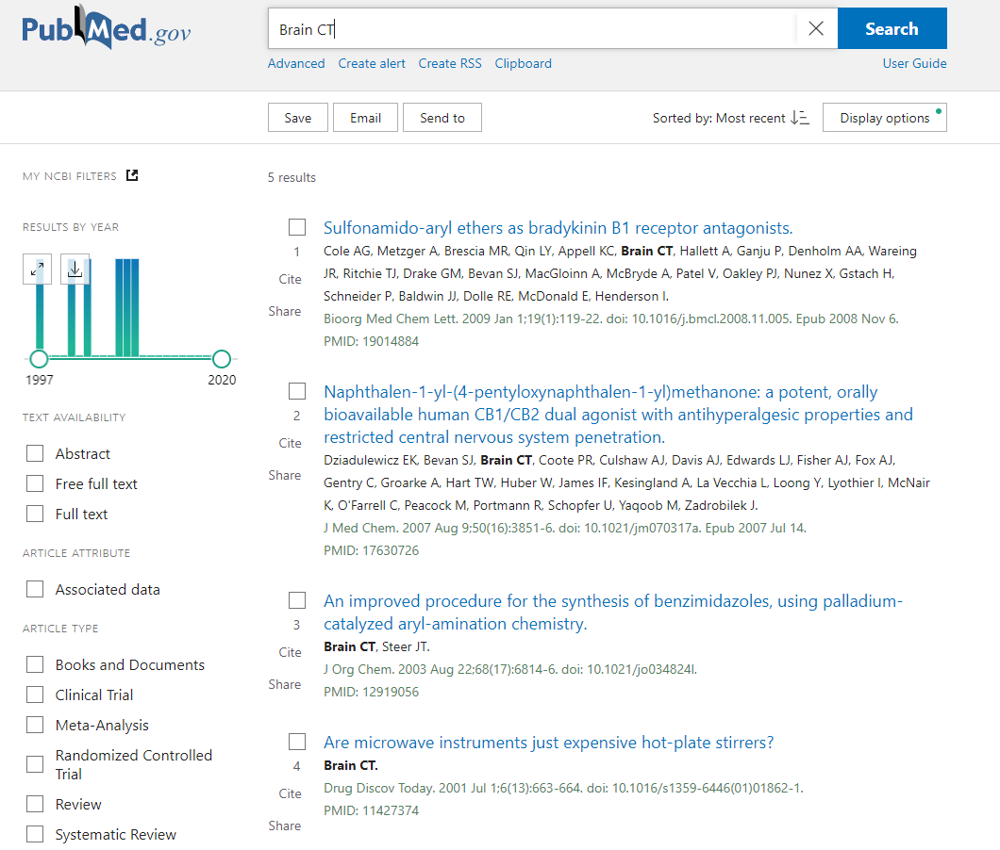 PubMed.gov
Brain CT
Search
Advanced Create alert Create RSS Clipboard
User Guide
Save Email Send to
Sorted by: Most recent
Display options
MY NCBI FILTERS
RESULTS BY YEAR
1997 2020
TEXT AVAILABILITY
Abstract
Free full text
Full text
ARTICLE ATTRIBUTE
Associated data
ARTICLE TYPE
Books and Documents
Clinical Trial
Meta-Analysis
Randomized Controlled
Trial
Review
Systematic Review
5 results
Sulfonamido-aryl ethers as bradykinin B1 receptor antagonists.
1
Cite
Share
Cole AG, Metzger A, Brescia MR, Qin LY, Appell KC, Brain CT, Hallett A, Ganju P, Denholm AA, Wareing
JR, Ritchie TJ, Drake GM, Bevan SJ, MacGloinn A, McBryde A, Patel V, Oakley PJ, Nunez X, Gstach H,
Schneider P, Baldwin JJ, Dolle RE, McDonald E, Henderson I.
Bioorg Med Chem Lett. 2009 Jan 1;19(1):119-22. doi: 10.1016/j.bmcl.2008.11.005. Epub 2008 Nov 6.
PMID: 19014884
Naphthalen-1-yl-(4-pentyloxynaphthalen-1-yl)methanone: a potent, orally
bioavailable human CB1/CB2 dual agonist with antihyperalgesic properties and
restricted central nervous system penetration.
2
Cite
Share
Dziadulewicz EK, Bevan SJ, Brain CT, Coote PR, Culshaw AJ, Davis AJ, Edwards LJ, Fisher AJ, Fox AJ,
Gentry C, Groarke A, Hart TW, Huber W, James IF, Kesingland A, La Vecchia L, Loong Y, Lyothier I, McNair
K, O'Farrell C, Peacock M, Portmann R, Schopfer U, Yaqoob M, Zadrobilek J.
J Med Chem. 2007 Aug 9;50(16):3851-6. doi: 10.1021/jm070317a. Epub 2007 Jul 14.
PMID: 17630726
An improved procedure for the synthesis of benzimidazoles, using palladium-
catalyzed aryl-amination chemistry.
3
Cite
Share
Brain CT, Steer JT.
J Org Chem. 2003 Aug 22;68(17):6814-6. doi: 10.1021/jo034824l.
PMID: 12919056
Are microwave instruments just expensive hot-plate stirrers?
4
Cite
Share
Brain CT.
Drug Discov Today. 2001 Jul 1;6(13):663-664. doi: 10.1016/s1359-6446(01)01862-1.
PMID: 11427374